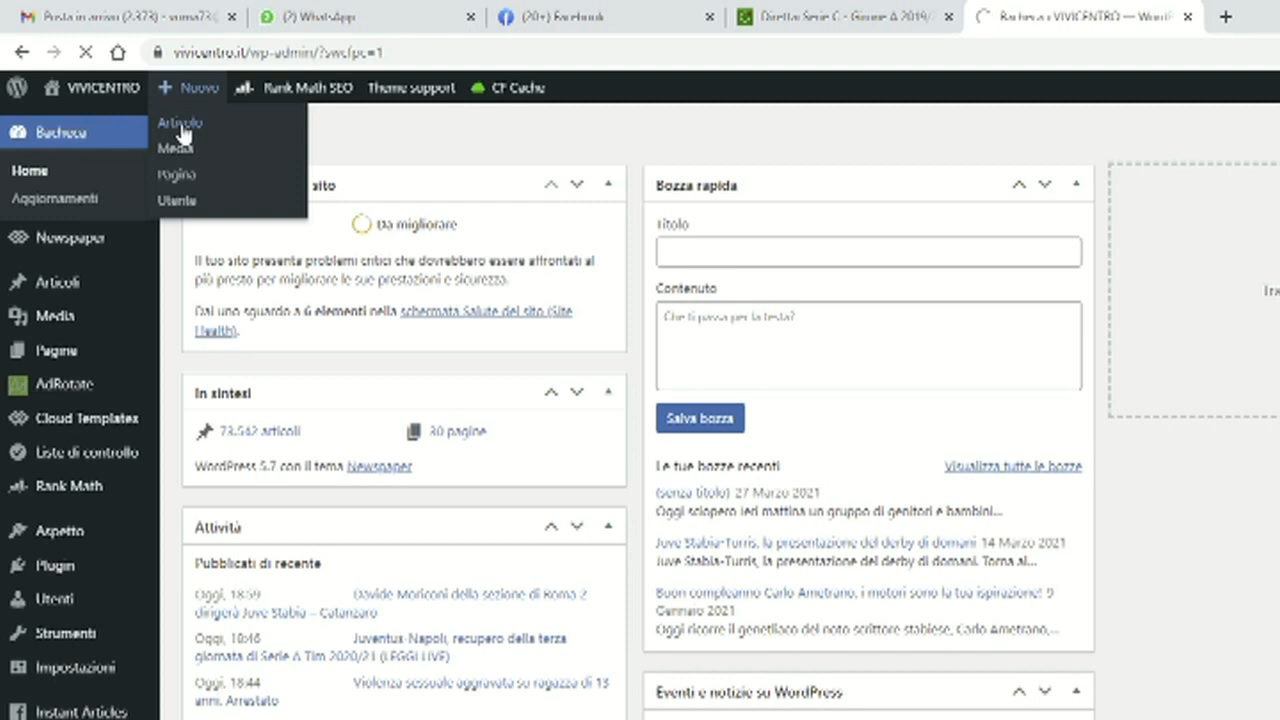 Posta in arrivo (2.373) -
(2) WhatsApp
(20+) Facebook
Diretta Serie C - Girone A 2019/
Bacheca ‹ VIVICENTRO — WordP
vivicentro.it/wp-admin/?swcfpc=1
VIVICENTRO
Nuovo
Rank Math SEO
Theme support
CF Cache
Articolo
Media
Pagina
Utente
Bacheca
Home
Aggiornamenti
Newspaper
Articoli
Media
Pagine
AdRotate
Cloud Templates
Liste di controllo
Rank Math
Aspetto
Plugin
Utenti
Strumenti
Impostazioni
Instant Articles
sito
Da migliorare
Il tuo sito presenta problemi critici che dovrebbero essere affrontati al
più presto per migliorare le sue prestazioni e sicurezza.
Dai uno sguardo a 6 elementi nella schermata Salute del sito (Site
Health).
In sintesi
73.542 articoli
30 pagine
WordPress 5.7 con il tema Newspaper
Attività
Pubblicati di recente
Oggi, 18:59 Davide Moriconi della sezione di Roma 2
dirigerà Juve Stabia – Catanzaro
Oggi, 18:46 Juventus-Napoli, recupero della terza
giornata di Serie A Tim 2020/21 (LEGGI LIVE)
Oggi, 18:44 Violenza sessuale aggravata su ragazza di 13
anni. Arrestato
Bozza rapida
Titolo
Contenuto
Che ti passa per la testa?
Salva bozza
Le tue bozze recenti
Visualizza tutte le bozze
(senza titolo) 27 Marzo 2021
Oggi sciopero ieri mattina un gruppo di genitori e bambini…
Juve Stabia-Turris, la presentazione del derby di domani 14 Marzo 2021
Juve Stabia-Turris, la presentazione del derby di domani. Torna al…
Buon compleanno Carlo Ametrano, i motori sono la tua ispirazione! 9
Gennaio 2021
Oggi ricorre il genetliaco del noto scrittore stabiese, Carlo Ametrano,…
Eventi e notizie su WordPress